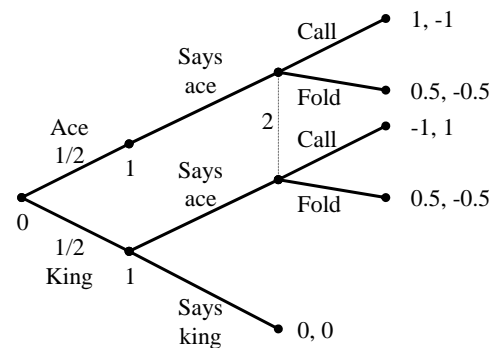 Call
1, -1
Says
ace
Fold
0.5, -0.5
Ace
1/2
1
2
Call
-1, 1
Says
ace
Fold
0.5, -0.5
0
1/2
King
1
Says
king
0, 0